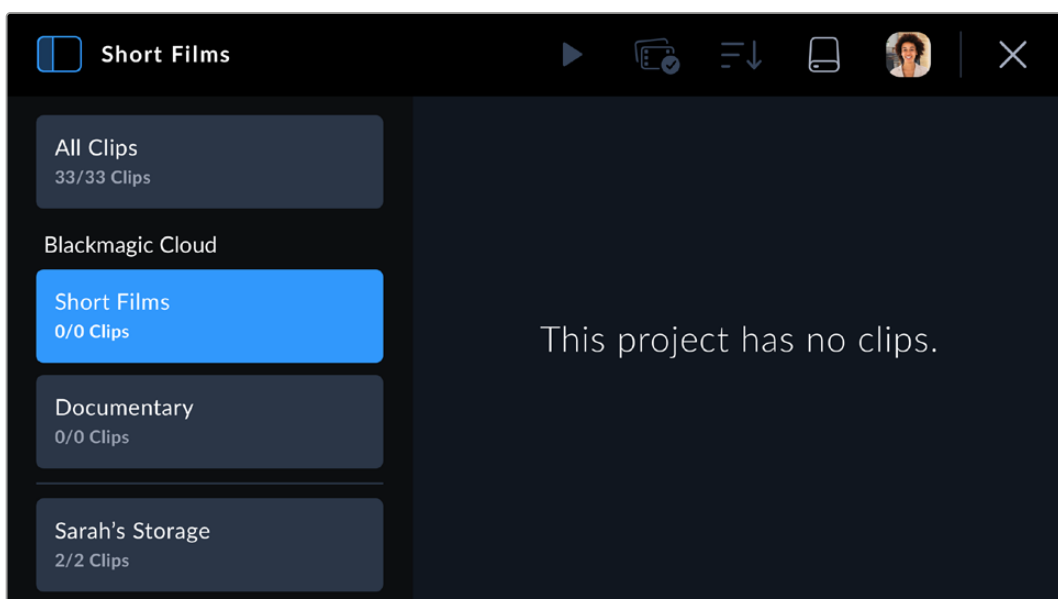 Short Films
All Clips
33/33 Clips
Blackmagic Cloud
Short Films
0/0 Clips
Documentary
0/0 Clips
Sarah’s Storage
2/2 Clips
This project has no clips.